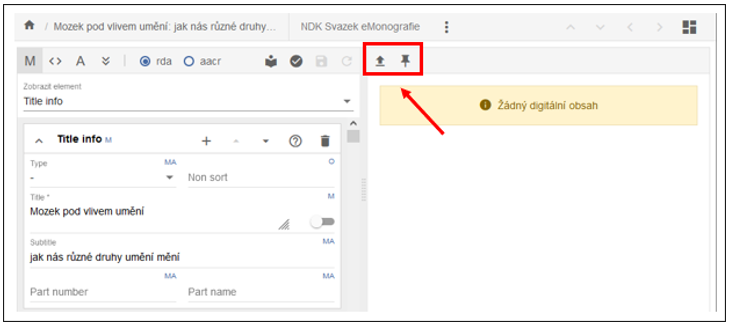 / Mozek pod vlivem umění: jak nás různé druhy... NDK Svazek eMonografie
M <> A rda aacr
Zobrazit element
Title info
Žádný digitální obsah
Title info M
Type MA O
- Non sort
Title * M
Mozek pod vlivem umění
Subtitle MA
jak nás různé druhy umění mění
MA MA
Part number Part name